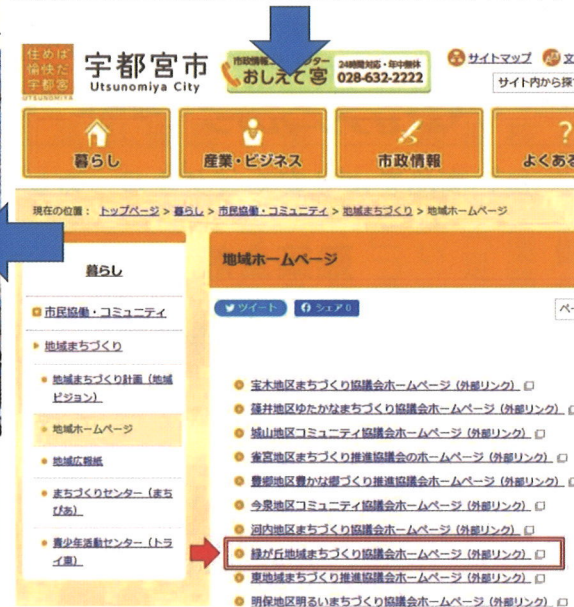 住めば
愉快だ
宇都宮
UTSUNOMIYA
宇都宮市
Utsunomiya City
おしえて宮
24時間対応・年中無休
028-632-2222
サイトマップ
文
サイト内から探
暮らし
産業・ビジネス
市政情報
よくある
現在の位置： トップページ > 暮らし > 市民協働・コミュニティ > 地域まちづくり > 地域ホームページ
暮らし
市民協働・コミュニティ
地域まちづくり
地域まちづくり計画（地域
ビジョン）
地域ホームページ
地域広報紙
まちづくりセンター（まち
ぴあ）
青少年活動センター（トラ
イ東）
地域ホームページ
ツイート
シェア 0
ペー
宝木地区まちづくり協議会ホームページ（外部リンク）
篠井地区ゆたかなまちづくり協議会ホームページ（外部リンク）
城山地区コミュニティ協議会ホームページ（外部リンク）
雀宮地区まちづくり推進協議会のホームページ（外部リンク）
豊郷地区豊かな郷づくり推進協議会ホームページ（外部リンク）
今泉地区コミュニティ協議会ホームページ（外部リンク）
河内地区まちづくり協議会ホームページ（外部リンク）
緑が丘地域まちづくり協議会ホームページ（外部リンク）
東地域まちづくり推進協議会ホームページ（外部リンク）
明保地区明るいまちづくり協議会ホームページ（外部リンク）